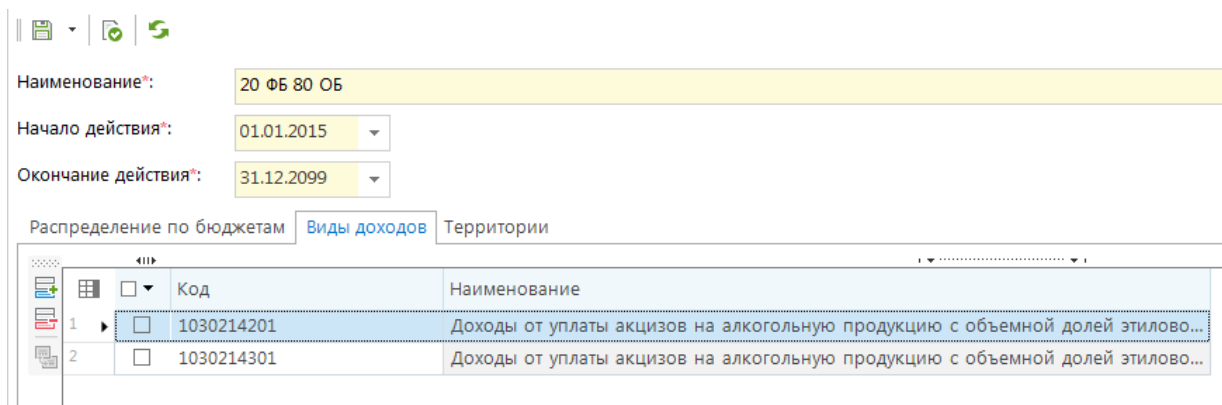 Наименование*: 20 ФБ 80 ОБ
Начало действия*: 01.01.2015
Окончание действия*: 31.12.2099
Распределение по бюджетам Виды доходов Территории
Код Наименование
1 1030214201 Доходы от уплаты акцизов на алкогольную продукцию с объемной долей этилово...
2 1030214301 Доходы от уплаты акцизов на алкогольную продукцию с объемной долей этилово...